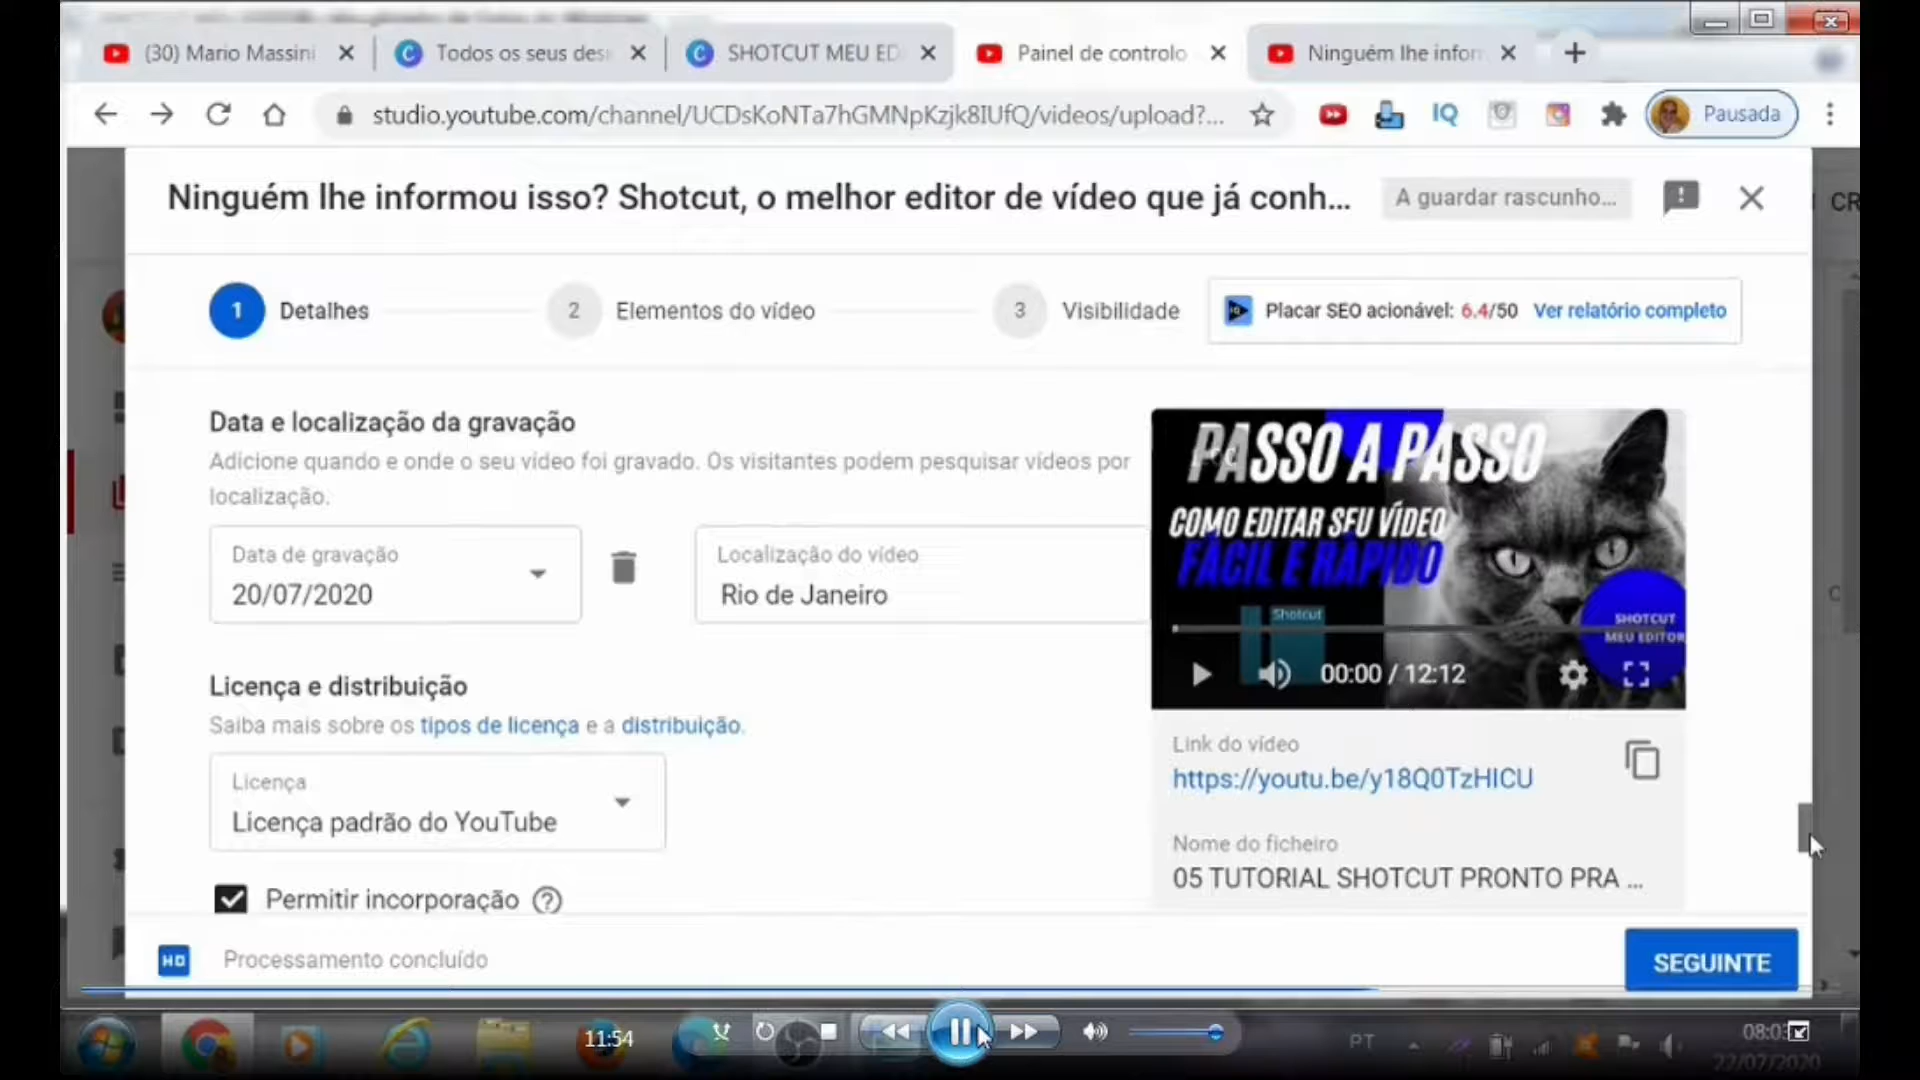 (30) Mario Massini
Todos os seus des
SHOTCUT MEU ED
Painel de controlo
Ninguém lhe infor
studio.youtube.com/channel/UCDsKoNTa7hGMNpKzjk8IUfQ/videos/upload?...
IQ
Pausada
Ninguém lhe informou isso? Shotcut, o melhor editor de vídeo que já conh...
A guardar rascunho...
CR
1 Detalhes
2 Elementos do vídeo
3 Visibilidade
Placar SEO acionável: 6.4/50 Ver relatório completo
Data e localização da gravação
Adicione quando e onde o seu vídeo foi gravado. Os visitantes podem pesquisar vídeos por
localização.
Data de gravação
20/07/2020
Localização do vídeo
Rio de Janeiro
PASSO A PASSO
COMO EDITAR SEU VÍDEO
FÁCIL E RÁPIDO
Shotcut
SHOTCUT
MEU EDITOR
00:00 / 12:12
Licença e distribuição
Saiba mais sobre os tipos de licença e a distribuição.
Licença
Licença padrão do YouTube
Link do vídeo
https://youtu.be/y18Q0TzHICU
Nome do ficheiro
05 TUTORIAL SHOTCUT PRONTO PRA ...
Permitir incorporação
HD
Processamento concluído
SEGUINTE
11:54
PT
08:03
22/07/2020